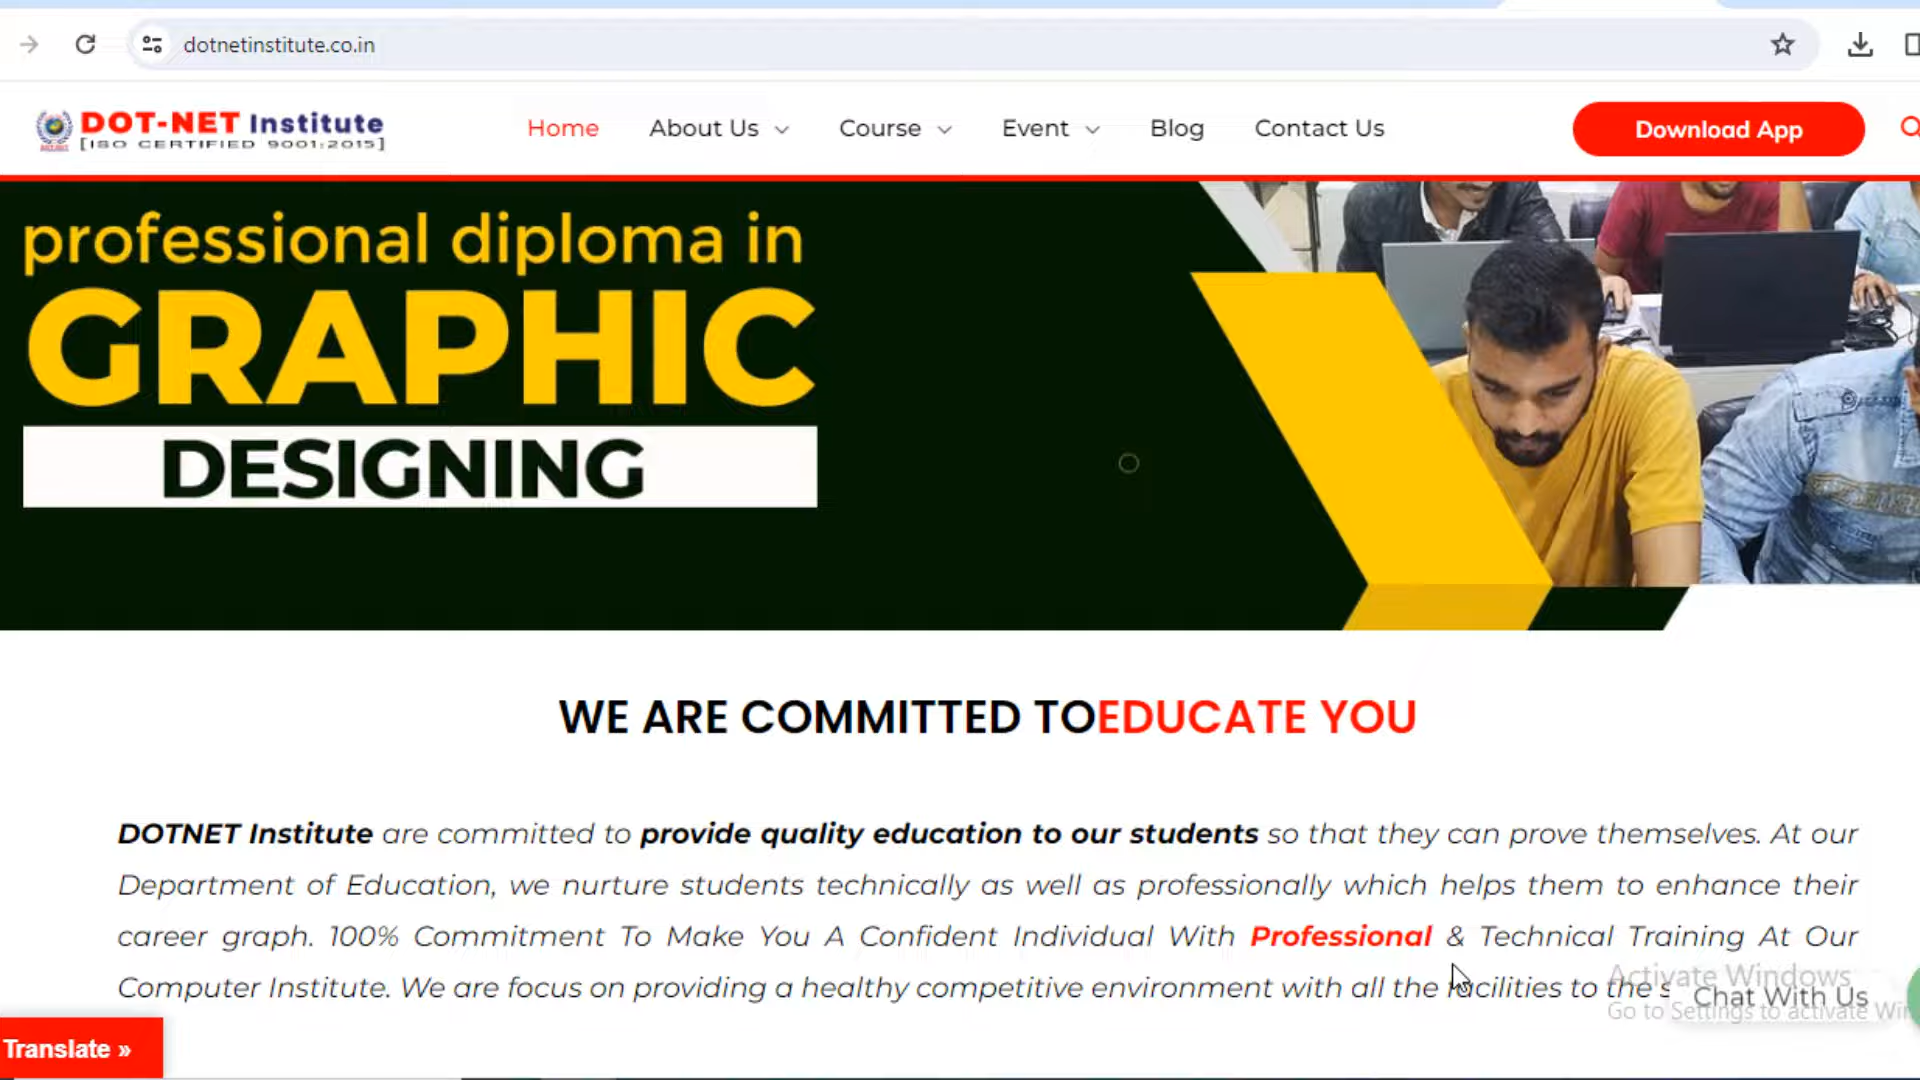 dotnetinstitute.co.in
DOT-NET Institute
[ISO CERTIFIED 9001:2015]
Home
About Us
Course
Event
Blog
Contact Us
Download App
professional diploma in
GRAPHIC
DESIGNING
WE ARE COMMITTED TOEDUCATE YOU
DOTNET Institute are committed to provide quality education to our students so that they can prove themselves. At our
Department of Education, we nurture students technically as well as professionally which helps them to enhance their
career graph. 100% Commitment To Make You A Confident Individual With Professional & Technical Training At Our
Computer Institute. We are focus on providing a healthy competitive environment with all the facilities to the s
Activate Windows
Chat With Us
Go to Settings to activate Wi
Translate »